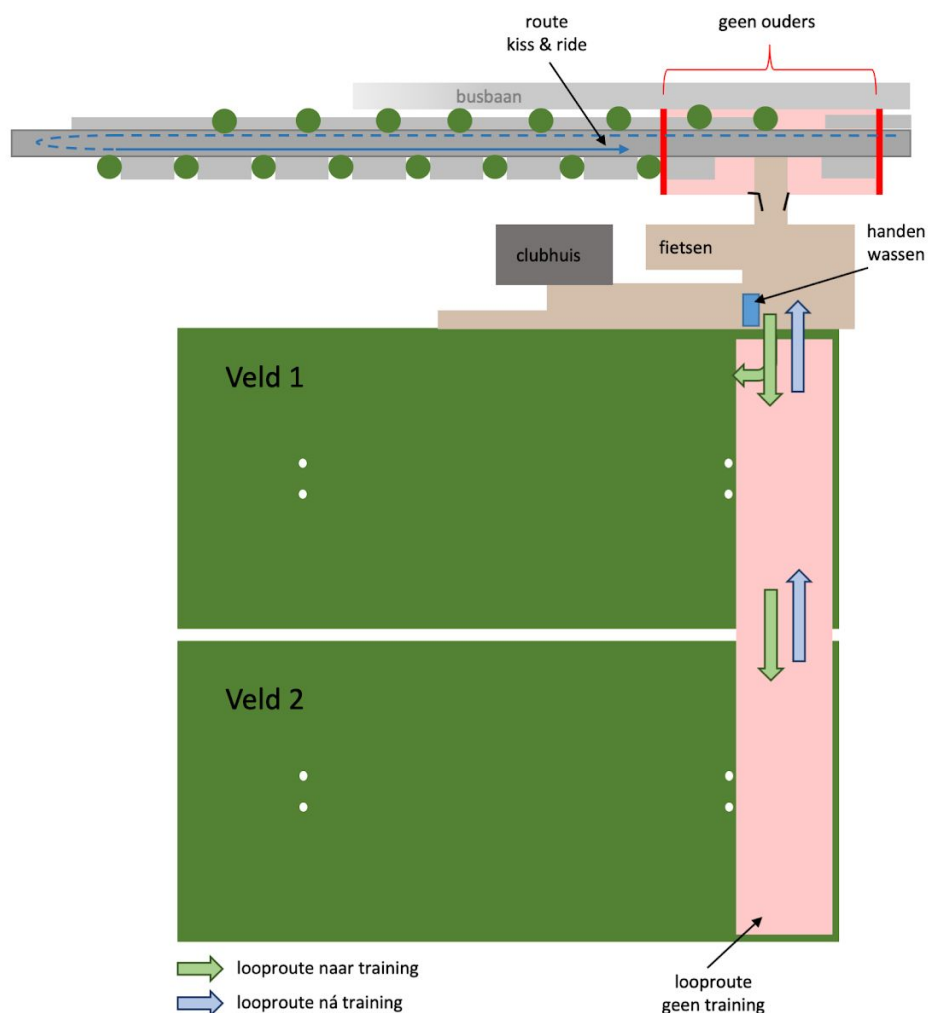 route
kiss & ride
geen ouders
busbaan
clubhuis
fietsen
handen
wassen
Veld 1
Veld 2
looproute naar training
looproute ná training
looproute
geen training